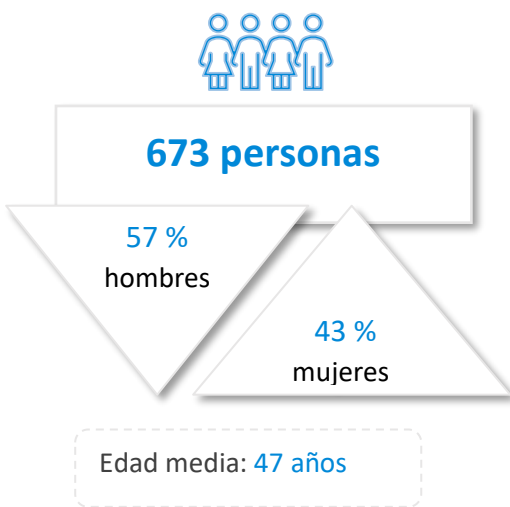 673 personas
57 %
hombres
43 %
mujeres
Edad media: 47 años